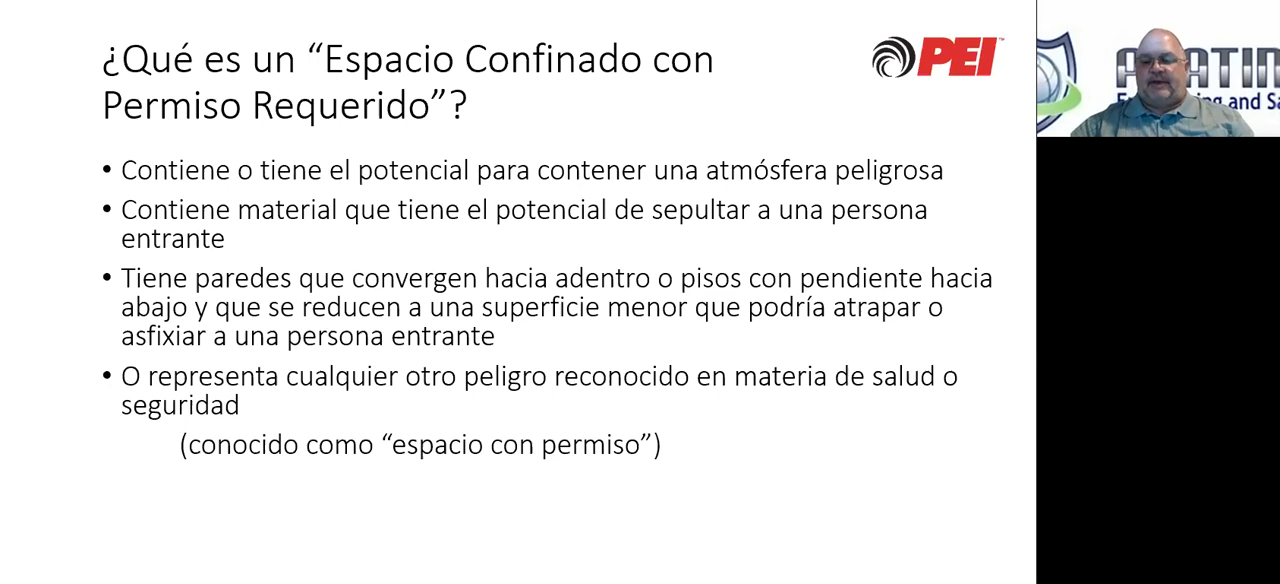 ¿Qué es un “Espacio Confinado con
Permiso Requerido”?
PEI™
• Contiene o tiene el potencial para contener una atmósfera peligrosa
• Contiene material que tiene el potencial de sepultar a una persona
entrante
• Tiene paredes que convergen hacia adentro o pisos con pendiente hacia
abajo y que se reducen a una superficie menor que podría atrapar o
asfixiar a una persona entrante
• O representa cualquier otro peligro reconocido en materia de salud o
seguridad
(conocido como “espacio con permiso”)
and Sa